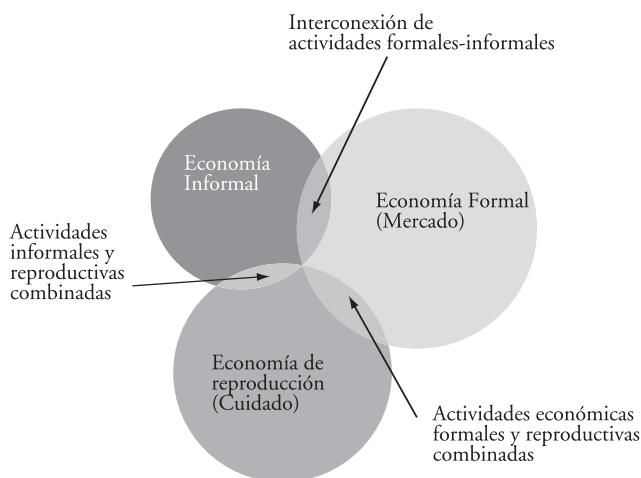 Interconexión de
actividades formales-informales
Economía
Informal
Economía Formal
(Mercado)
Actividades
informales y
reproductivas
combinadas
Economía de
reproducción
(Cuidado)
Actividades económicas
formales y reproductivas
combinadas